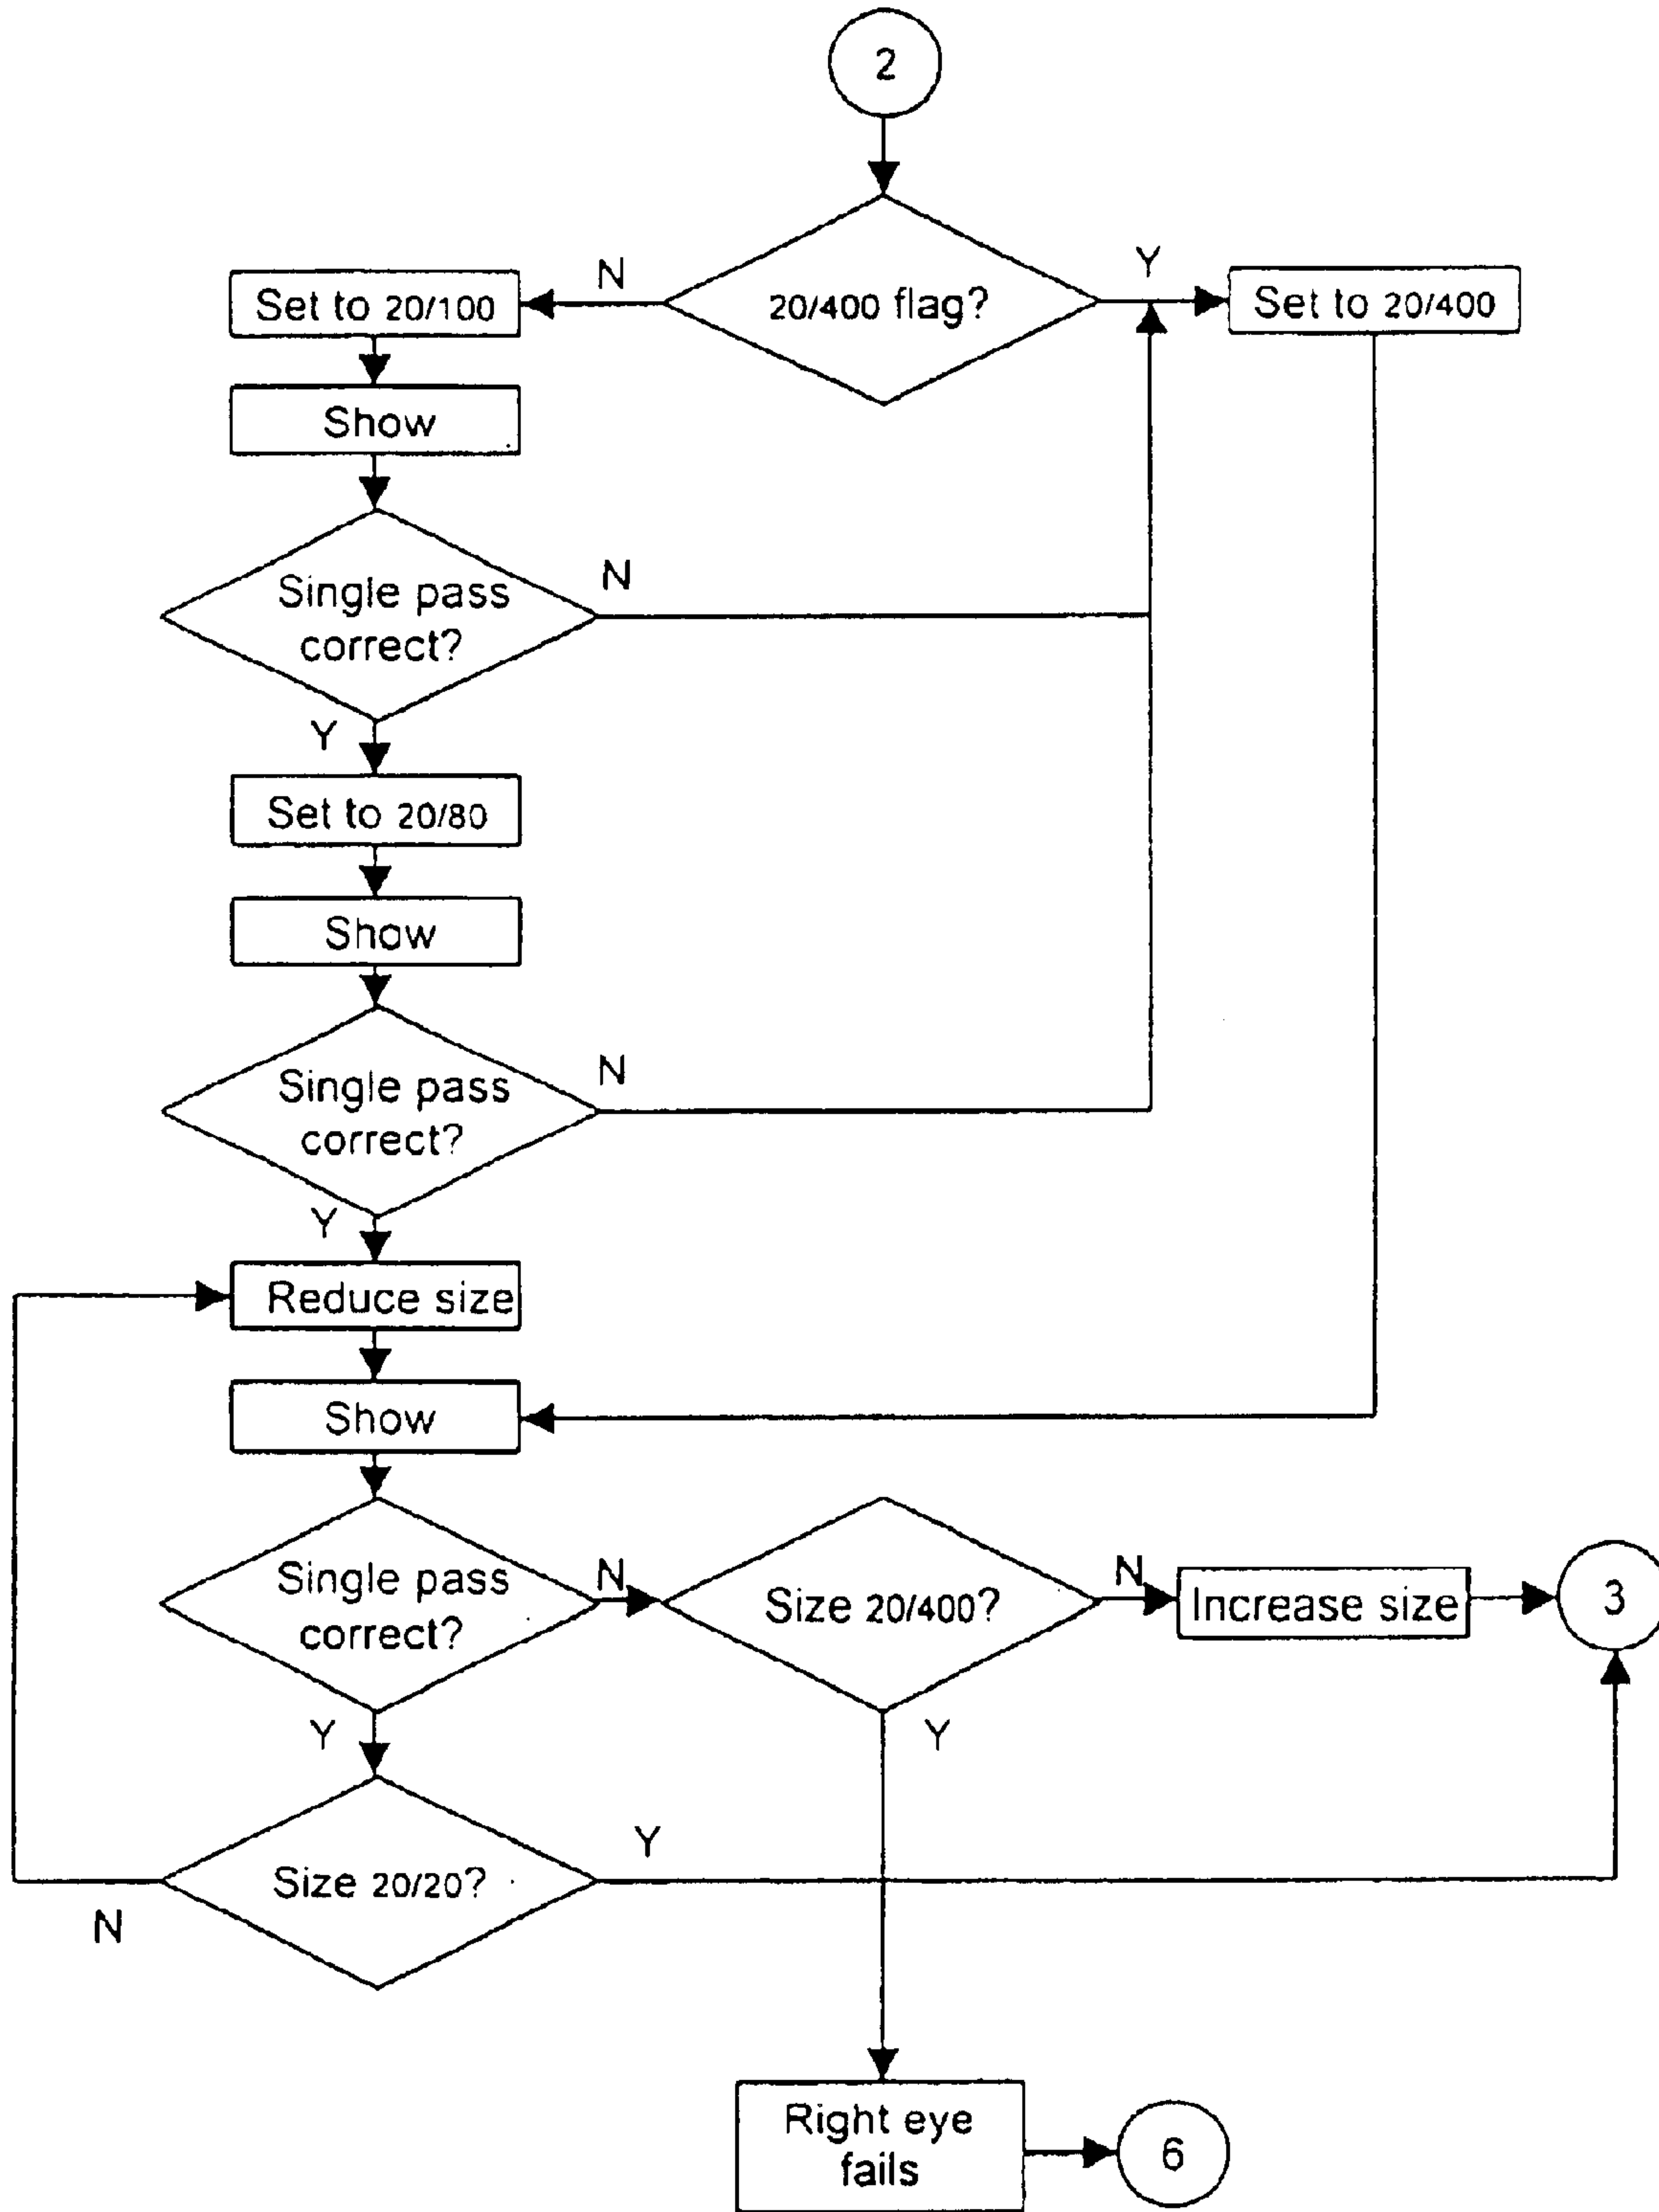 2
N
Y
Set to 20/100
20/400 flag?
Set to 20/400
Show
Single pass
correct?
N
Y
Set to 20/80
Show
Single pass
correct?
N
Y
Reduce size
Show
Single pass
correct?
N
Size 20/400?
N
Increase size
3
Y
Y
Size 20/20?
Y
N
Right eye
fails
6